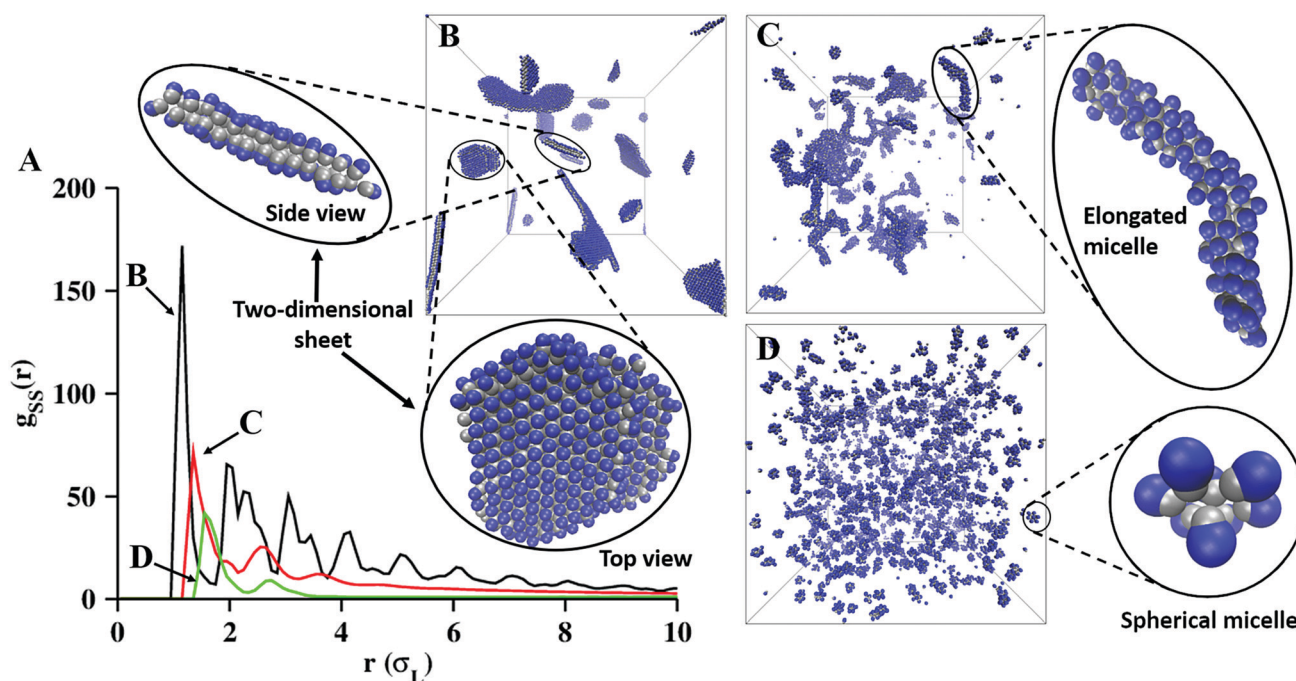 A
B
C
Side view
Two-dimensional
sheet
Elongated
micelle
200
150
100
50
0
g_SS(r)
B
C
D
0
2
4
6
8
10
r (σ_L)
Top view
D
Spherical micelle